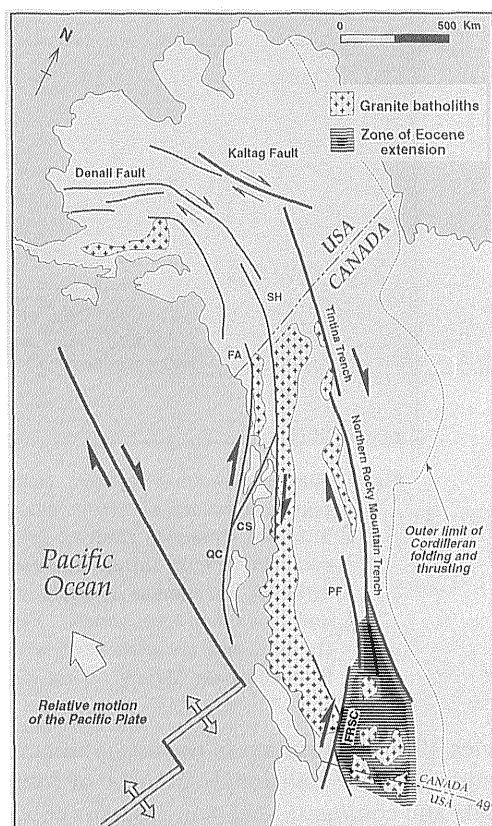 N
0 500 Km
Granite batholiths
Zone of Eocene
extension
Kaltag Fault
Denali Fault
USA
CANADA
SH
FA
Tintina Trench
Northern Rocky Mountain Trench
CS
QC
Outer limit of
Cordilleran
folding and
thrusting
Pacific
Ocean
PF
Relative motion
of the Pacific Plate
FRSC
CANADA
USA
49